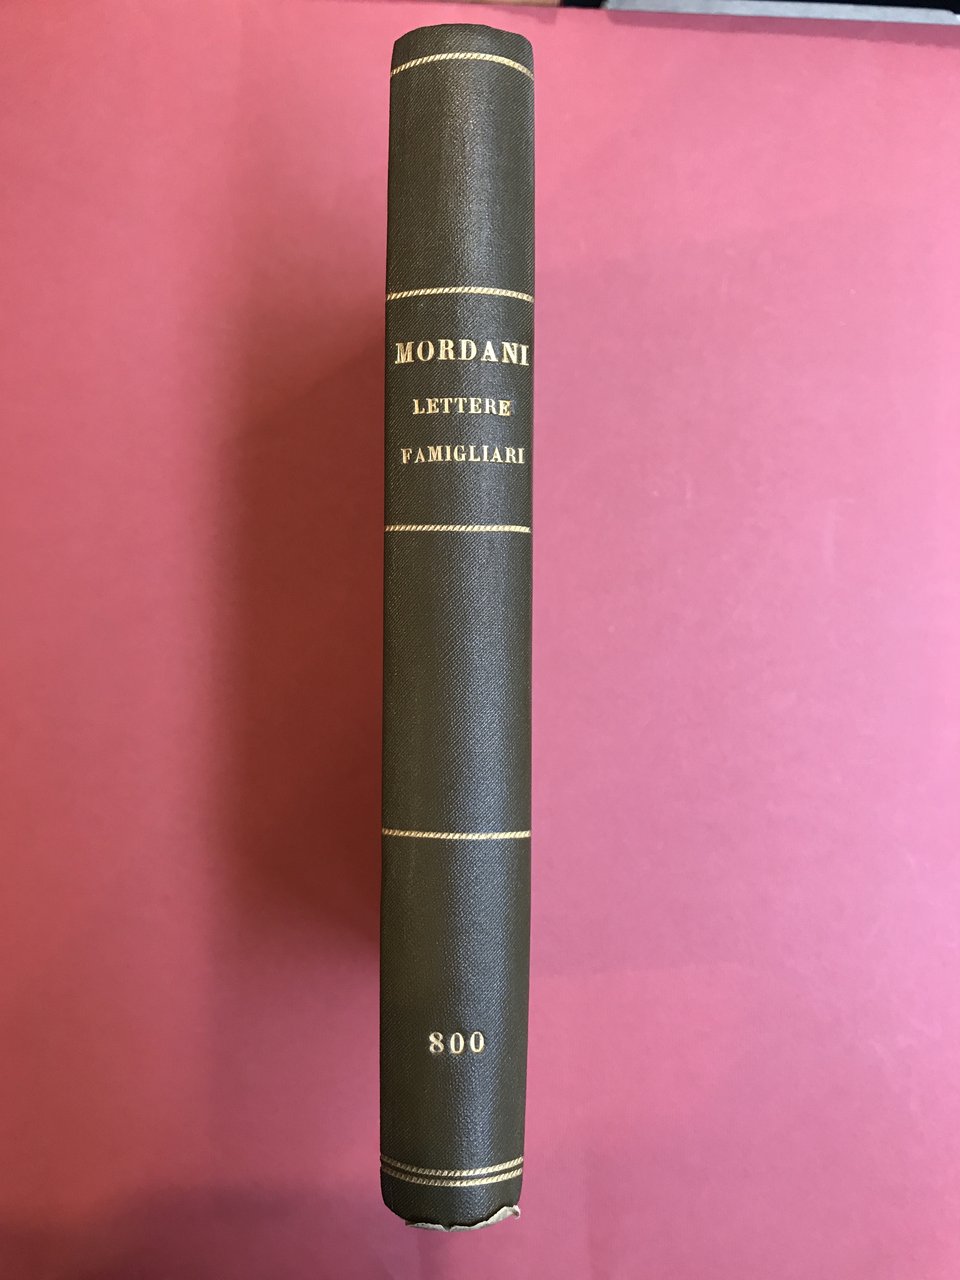 MORDANI
LETTERE
FAMIGLIARI
800